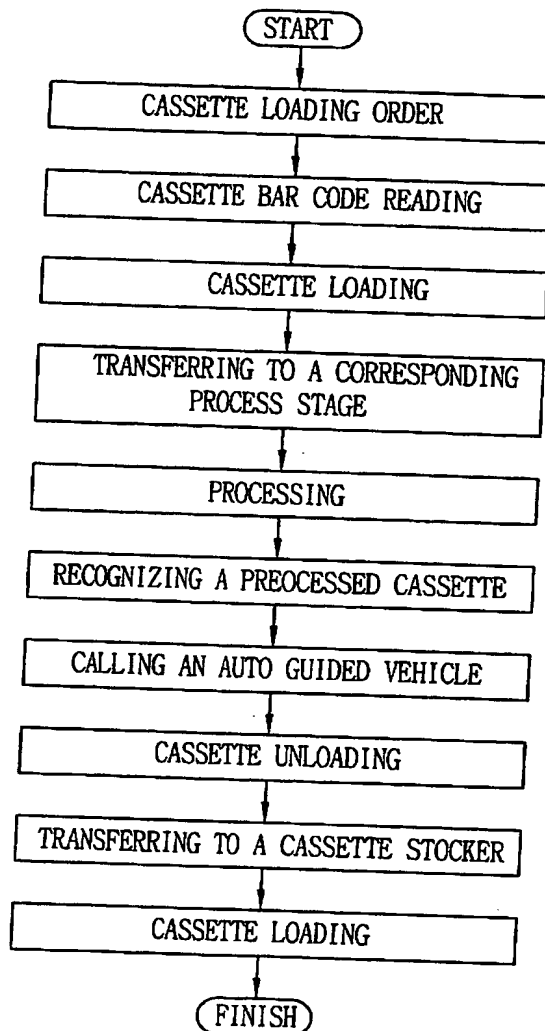 START
CASSETTE LOADING ORDER
CASSETTE BAR CODE READING
CASSETTE LOADING
TRANSFERRING TO A CORRESPONDING
PROCESS STAGE
PROCESSING
RECOGNIZING A PREOCESSED CASSETTE
CALLING AN AUTO GUIDED VEHICLE
CASSETTE UNLOADING
TRANSFERRING TO A CASSETTE STOCKER
CASSETTE LOADING
FINISH